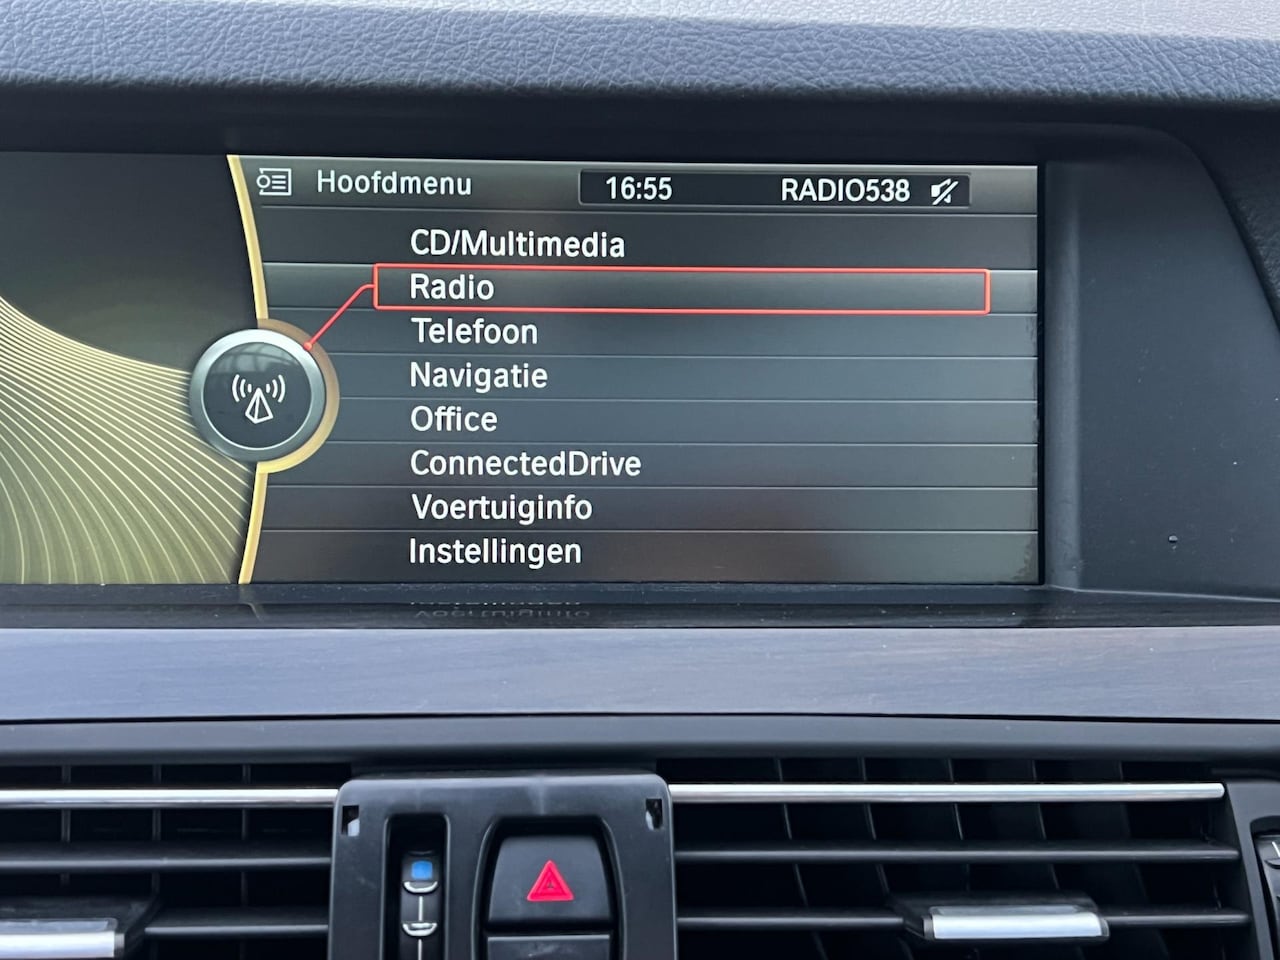 Hoofdmenu 16:55 RADIO538
CD/Multimedia
Radio
Telefoon
Navigatie
Office
ConnectedDrive
Voertuiginfo
Instellingen